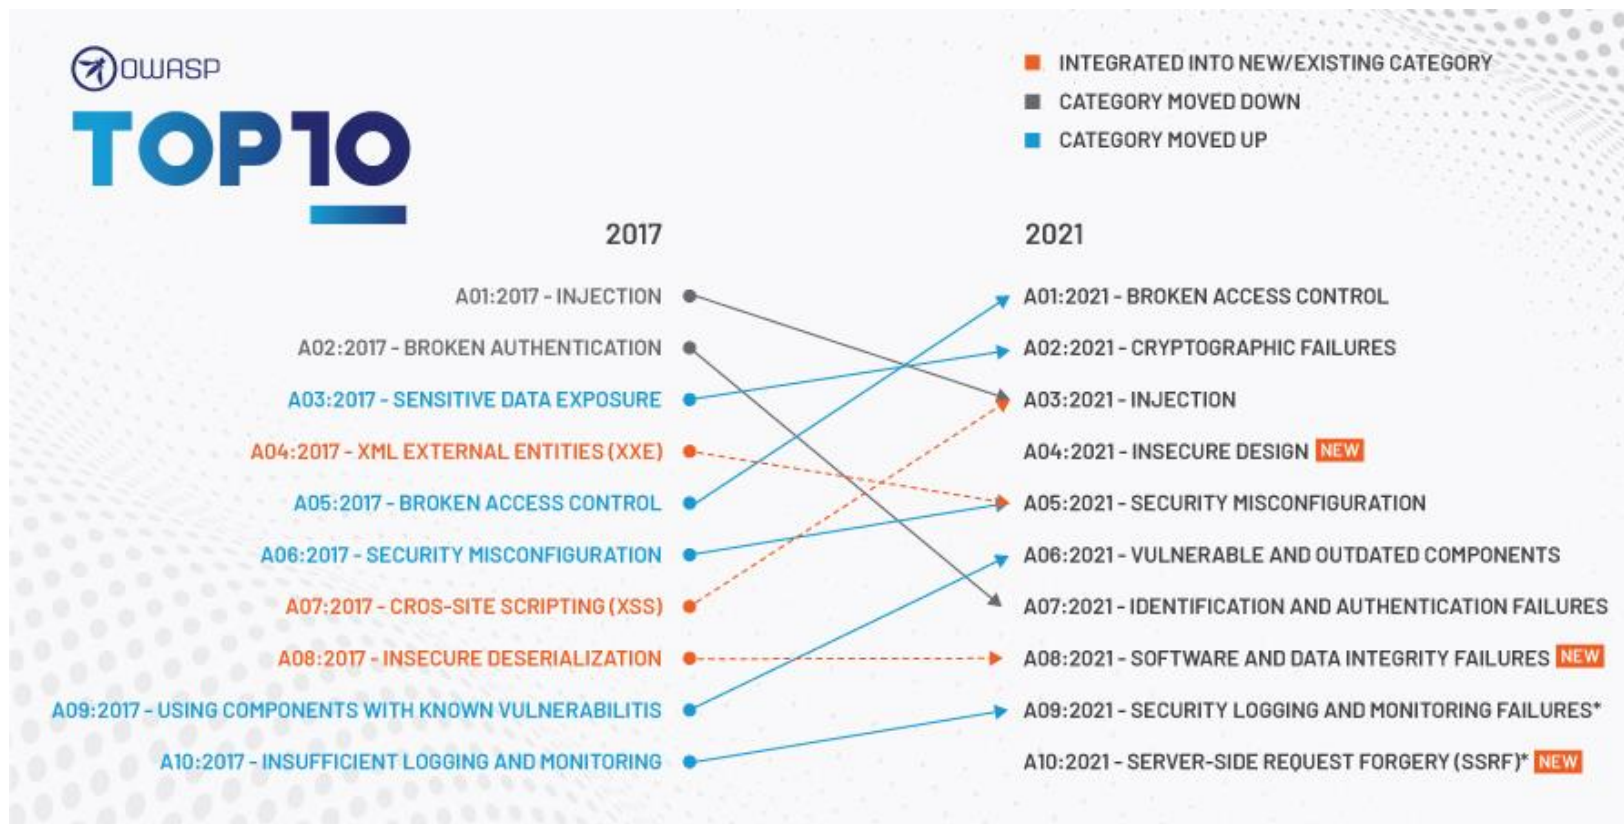 OWASP
TOP 10
INTEGRATED INTO NEW/EXISTING CATEGORY
CATEGORY MOVED DOWN
CATEGORY MOVED UP
2017
A01:2017 - INJECTION
A02:2017 - BROKEN AUTHENTICATION
A03:2017 - SENSITIVE DATA EXPOSURE
A04:2017 - XML EXTERNAL ENTITIES (XXE)
A05:2017 - BROKEN ACCESS CONTROL
A06:2017 - SECURITY MISCONFIGURATION
A07:2017 - CROS-SITE SCRIPTING (XSS)
A08:2017 - INSECURE DESERIALIZATION
A09:2017 - USING COMPONENTS WITH KNOWN VULNERABILITIS
A10:2017 - INSUFFICIENT LOGGING AND MONITORING
2021
A01:2021 - BROKEN ACCESS CONTROL
A02:2021 - CRYPTOGRAPHIC FAILURES
A03:2021 - INJECTION
A04:2021 - INSECURE DESIGN NEW
A05:2021 - SECURITY MISCONFIGURATION
A06:2021 - VULNERABLE AND OUTDATED COMPONENTS
A07:2021 - IDENTIFICATION AND AUTHENTICATION FAILURES
A08:2021 - SOFTWARE AND DATA INTEGRITY FAILURES NEW
A09:2021 - SECURITY LOGGING AND MONITORING FAILURES*
A10:2021 - SERVER-SIDE REQUEST FORGERY (SSRF)* NEW